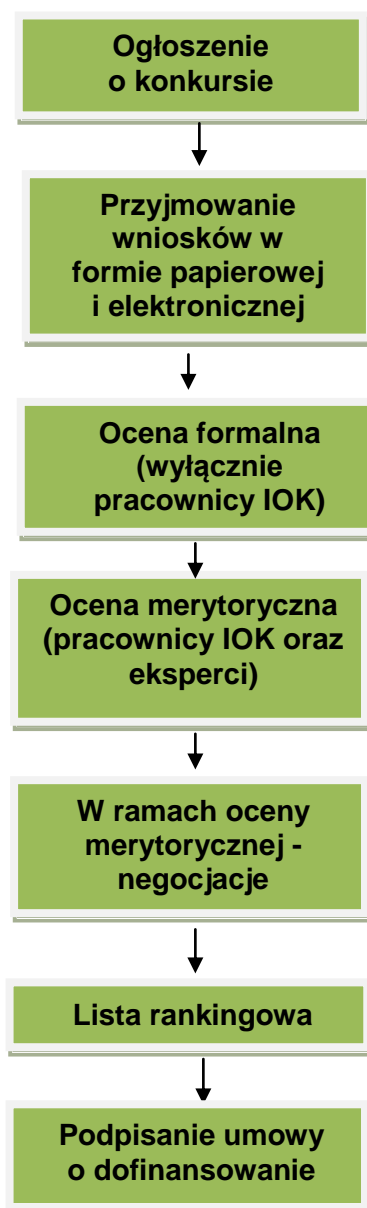 Ogłoszenie
o konkursie
Przyjmowanie
wniosków w
formie papierowej
i elektronicznej
Ocena formalna
(wyłącznie
pracownicy IOK)
Ocena merytoryczna
(pracownicy IOK oraz
eksperci)
W ramach oceny
merytorycznej -
negocjacje
Lista rankingowa
Podpisanie umowy
o dofinansowanie